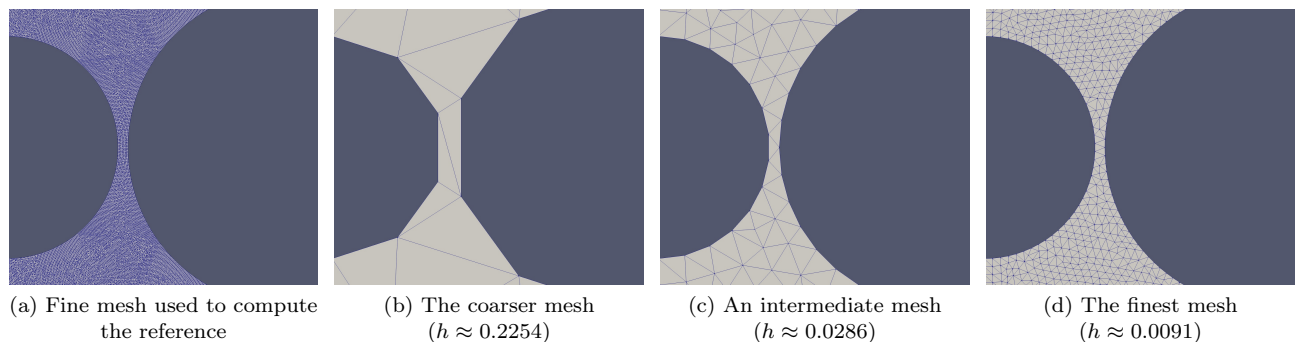 (a) Fine mesh used to compute
the reference
(b) The coarser mesh
(h ≈ 0.2254)
(c) An intermediate mesh
(h ≈ 0.0286)
(d) The finest mesh
(h ≈ 0.0091)